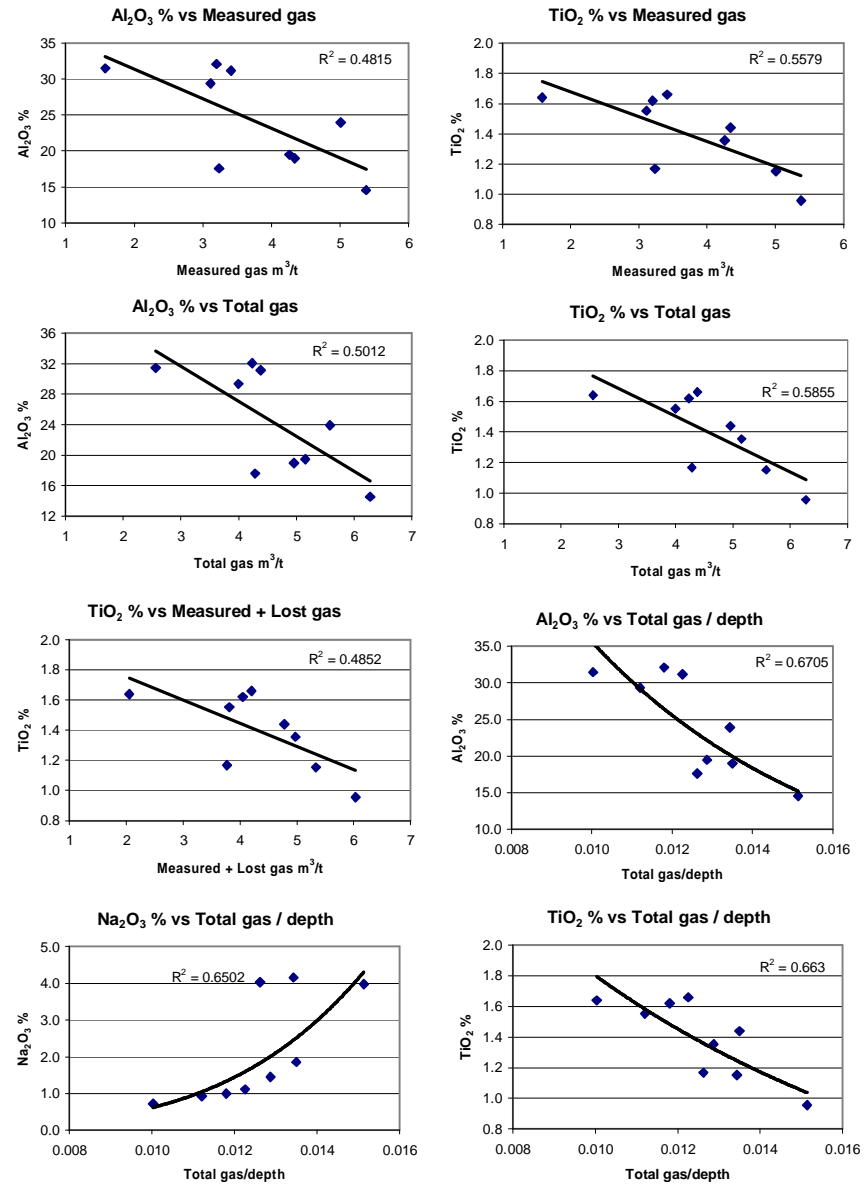 Al₂O₃ % vs Measured gas
35
30
25
20
15
10
Al₂O₃ %
R² = 0.4815
1 2 3 4 5 6
Measured gas m³/t
TiO₂ % vs Measured gas
2.0
1.8
1.6
1.4
1.2
1.0
0.8
TiO₂ %
R² = 0.5579
1 2 3 4 5 6
Measured gas m³/t
Al₂O₃ % vs Total gas
36
32
28
24
20
16
12
Al₂O₃ %
R² = 0.5012
1 2 3 4 5 6 7
Total gas m³/t
TiO₂ % vs Total gas
2.0
1.8
1.6
1.4
1.2
1.0
0.8
TiO₂ %
R² = 0.5855
1 2 3 4 5 6 7
Total gas m³/t
TiO₂ % vs Measured + Lost gas
2.0
1.8
1.6
1.4
1.2
1.0
0.8
TiO₂ %
R² = 0.4852
1 2 3 4 5 6 7
Measured + Lost gas m³/t
Al₂O₃ % vs Total gas / depth
35.0
30.0
25.0
20.0
15.0
10.0
Al₂O₃ %
R² = 0.6705
0.008 0.010 0.012 0.014 0.016
Total gas/depth
Na₂O₃ % vs Total gas / depth
5.0
4.0
3.0
2.0
1.0
0.0
Na₂O₃ %
R² = 0.6502
0.008 0.010 0.012 0.014 0.016
Total gas/depth
TiO₂ % vs Total gas / depth
2.0
1.8
1.6
1.4
1.2
1.0
0.8
TiO₂ %
R² = 0.663
0.008 0.010 0.012 0.014 0.016
Total gas/depth